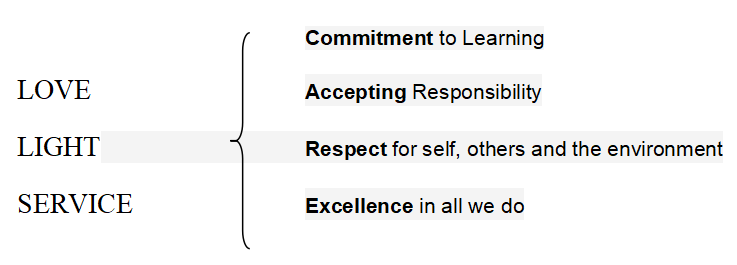 Commitment to Learning
LOVE
Accepting Responsibility
LIGHT
Respect for self, others and the environment
SERVICE
Excellence in all we do